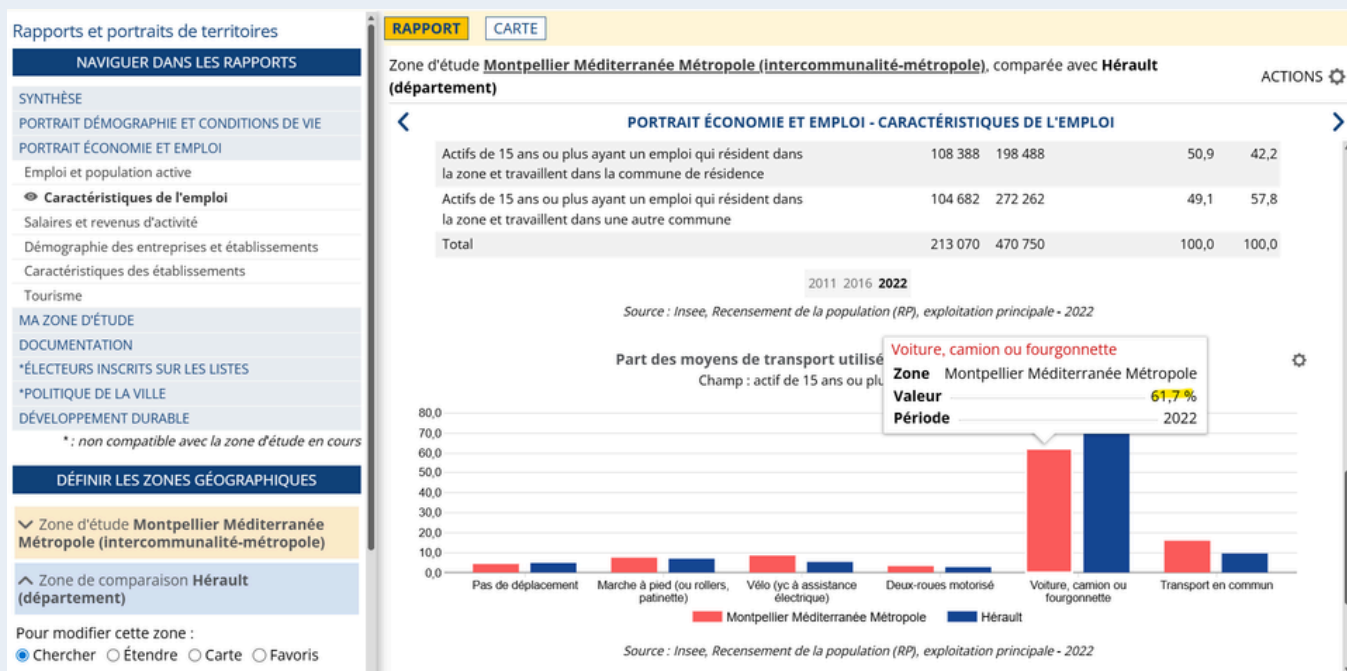 Rapports et portraits de territoires
NAVIGUER DANS LES RAPPORTS
SYNTHÈSE
PORTRAIT DÉMOGRAPHIE ET CONDITIONS DE VIE
PORTRAIT ÉCONOMIE ET EMPLOI
Emploi et population active
Caractéristiques de l'emploi
Salaires et revenus d'activité
Démographie des entreprises et établissements
Caractéristiques des établissements
Tourisme
MA ZONE D'ÉTUDE
DOCUMENTATION
*ÉLECTEURS INSCRITS SUR LES LISTES
*POLITIQUE DE LA VILLE
DÉVELOPPEMENT DURABLE
* : non compatible avec la zone d'étude en cours
DÉFINIR LES ZONES GÉOGRAPHIQUES
Zone d'étude Montpellier Méditerranée
Métropole (intercommunalité-métropole)
Zone de comparaison Hérault
(département)
Pour modifier cette zone :
Chercher Étendre Carte Favoris
RAPPORT CARTE
Zone d'étude Montpellier Méditerranée Métropole (intercommunalité-métropole), comparée avec Hérault
(département)
ACTIONS
PORTRAIT ÉCONOMIE ET EMPLOI - CARACTÉRISTIQUES DE L'EMPLOI
Actifs de 15 ans ou plus ayant un emploi qui résident dans 108 388 198 488 50,9 42,2
la zone et travaillent dans la commune de résidence
Actifs de 15 ans ou plus ayant un emploi qui résident dans 104 682 272 262 49,1 57,8
la zone et travaillent dans une autre commune
Total 213 070 470 750 100,0 100,0
2011 2016 2022
Source : Insee, Recensement de la population (RP), exploitation principale - 2022
Part des moyens de transport utilisé
Champ : actif de 15 ans ou plu
Voiture, camion ou fourgonnette
Zone Montpellier Méditerranée Métropole
Valeur 61,7 %
Période 2022
80,0
70,0
60,0
50,0
40,0
30,0
20,0
10,0
0,0
Pas de déplacement
Marche à pied (ou rollers,
patinette)
Vélo (yc à assistance
électrique)
Deux-roues motorisé
Voiture, camion ou
fourgonnette
Transport en commun
Montpellier Méditerranée Métropole Hérault
Source : Insee, Recensement de la population (RP), exploitation principale - 2022